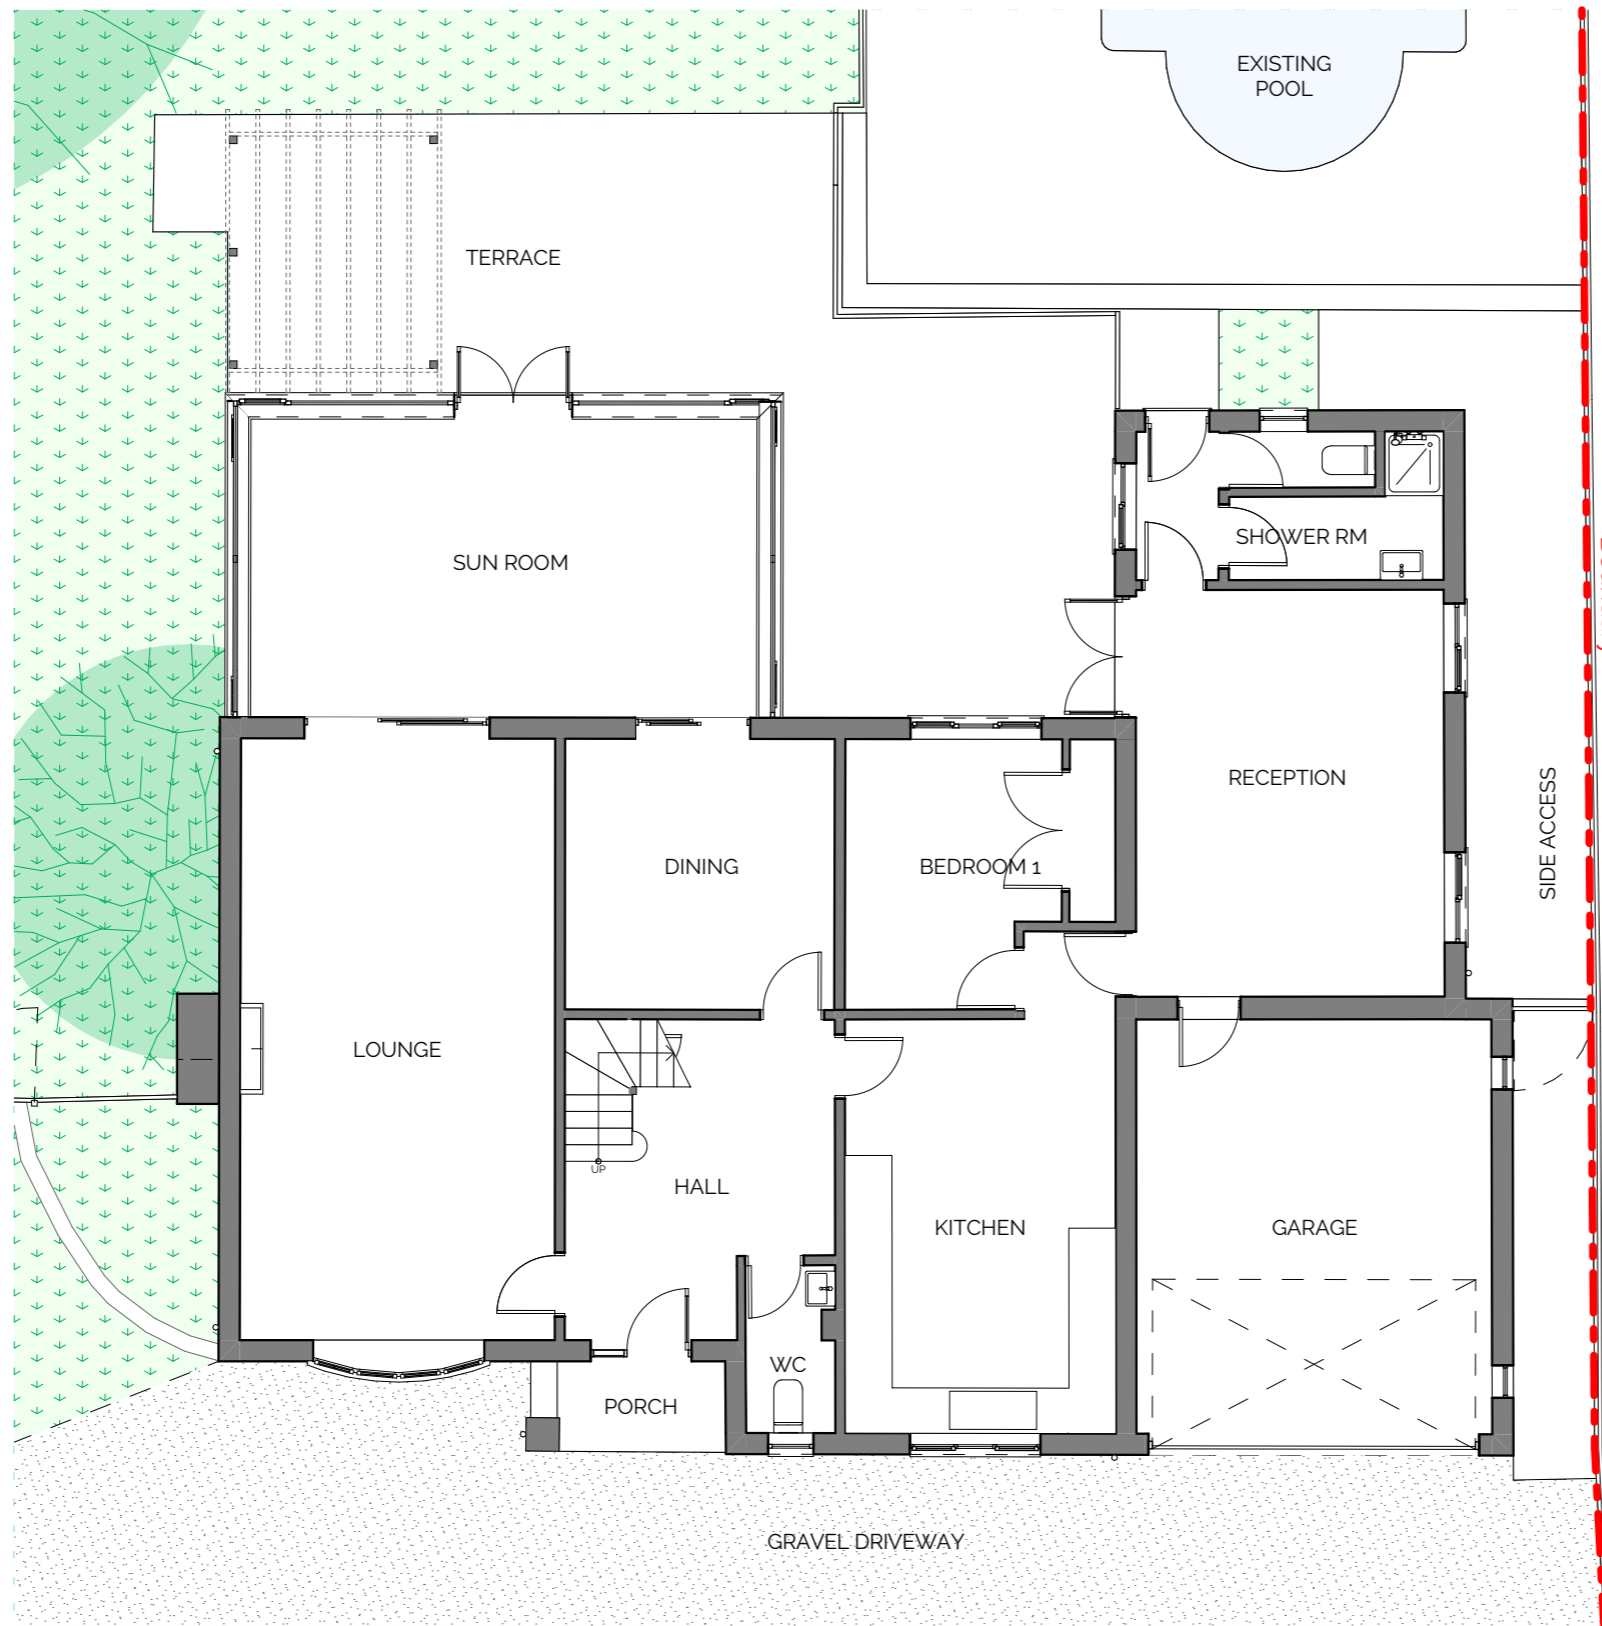 EXISTING
POOL
TERRACE
SUN ROOM
SHOWER RM
RECEPTION
SIDE ACCESS
DINING
BEDROOM 1
LOUNGE
UP
HALL
KITCHEN
GARAGE
WC
PORCH
GRAVEL DRIVEWAY